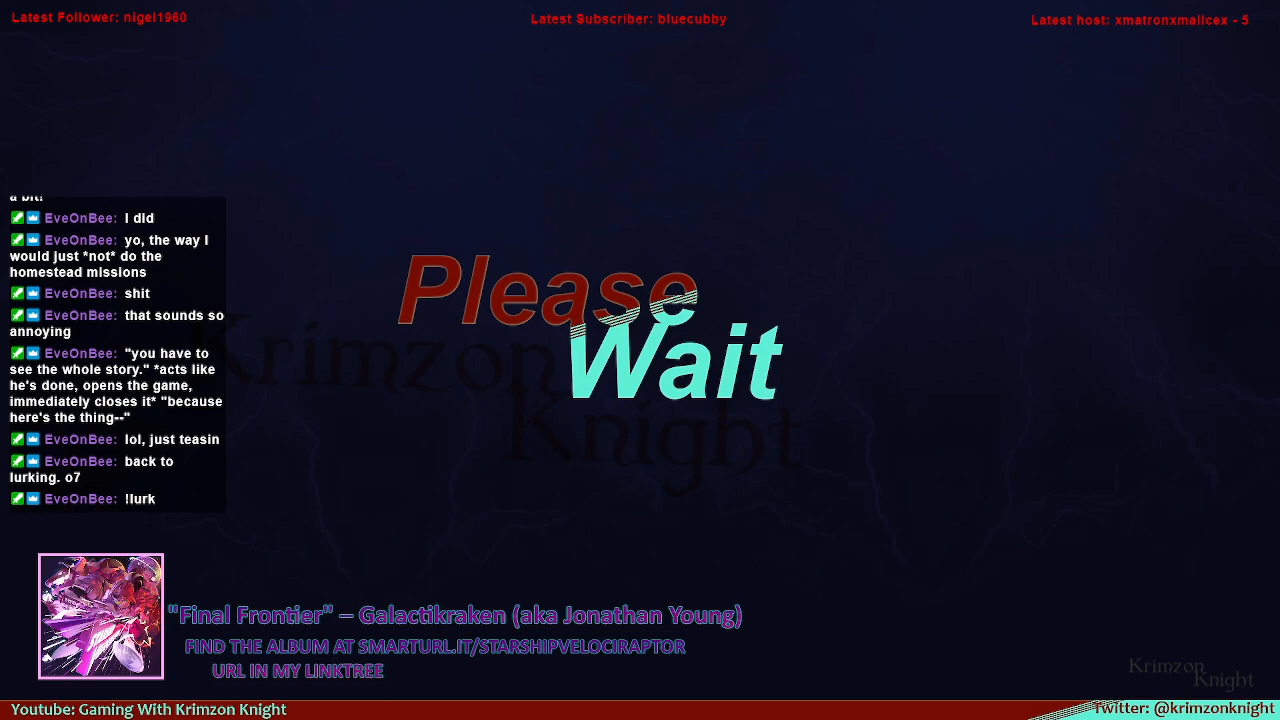 Latest Follower: nigel1960
Latest Subscriber: bluecubby
Latest host: xmatronxmalicex - 5
a bit!
EveOnBee: I did
EveOnBee: yo, the way I
would just *not* do the
homestead missions
EveOnBee: shit
EveOnBee: that sounds so
annoying
EveOnBee: "you have to
see the whole story." *acts like
he's done, opens the game,
immediately closes it* "because
here's the thing--"
EveOnBee: lol, just teasin
EveOnBee: back to
lurking. o7
EveOnBee: !lurk
Please
Wait
Krimzon
Knight
"Final Frontier" – Galactikraken (aka Jonathan Young)
FIND THE ALBUM AT SMARTURL.IT/STARSHIPVELOCIRAPTOR
URL IN MY LINKTREE
Krimzon
Knight
Youtube: Gaming With Krimzon Knight
Twitter: @krimzonknight